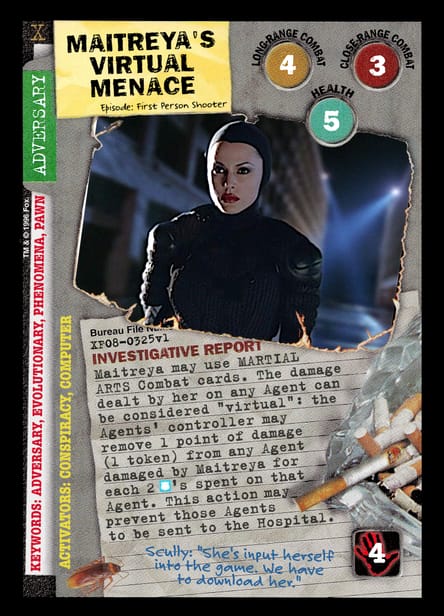 X
MAITREYA'S
VIRTUAL
MENACE
Episode: First Person Shooter
LONG-RANGE COMBAT
4
CLOSE-RANGE COMBAT
3
HEALTH
5
ADVERSARY
TM & © 1996 Fox.
KEYWORDS: ADVERSARY, EVOLUTIONARY, PHENOMENA, PAWN
ACTIVATORS: CONSPIRACY, COMPUTER
Bureau File
XF08-0325v1
INVESTIGATIVE REPORT
Maitreya may use MARTIAL
ARTS Combat cards. The damage
dealt by her on any Agent can
be considered "virtual": the
Agents' controller may
remove 1 point of damage
(1 token) from any Agent
damaged by Maitreya for
each 2 's spent on that
Agent. This action may
prevent those Agents
to be sent to the Hospital.
Scully: "She's input herself
into the game. We have
to download her."
4